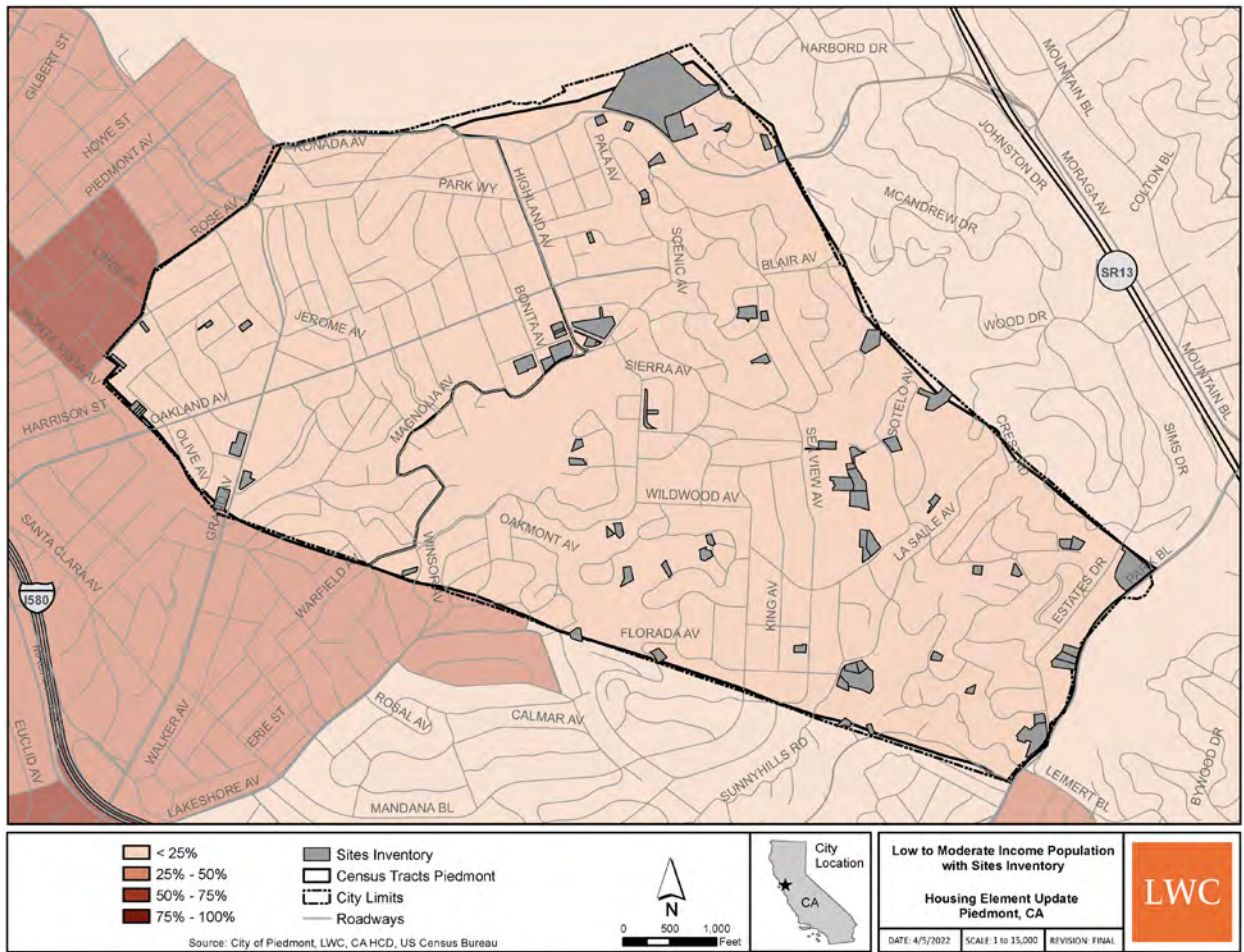 GILBERT ST
HOWE ST
PIEDMONT AV
HARBORD DR
MOUNTAIN BL
MORAGA AV
COLTON BL
JOHNSTON DR
RONADA AV
PALA AV
PARK WY
HIGHLAND AV
ROSE AV
MCANDREW DR
SCENIC AV
BLAIR AV
SR13
BONITA AV
JEROME AV
WOOD DR
MONTE VISTA AV
SIERRA AV
MOUNTAIN BL
HARRISON ST
OAKLAND AV
MAGNOLIA AV
SOTELO AV
OLIVE AV
SEA VIEW AV
SIMS DR
WILDWOOD AV
SANTA CLARA AV
OAKMONT AV
LA SALLE AV
WINSOR AV
WARFIELD AV
I580
PARK BL
ESTATES DR
KING AV
FLORADA AV
ROSAL AV
CALMAR AV
WALKER AV
ERIE ST
EUCLID AV
SUNNYHILLS RD
LAKESHORE AV
MANDANA BL
LEIMERT BL
BYWOOD DR
< 25%
25% - 50%
50% - 75%
75% - 100%
Sites Inventory
Census Tracts Piedmont
City Limits
Roadways
Source: City of Piedmont, LWC, CA HCD, US Census Bureau
N
0 500 1,000
Feet
City
Location
CA
Low to Moderate Income Population
with Sites Inventory
Housing Element Update
Piedmont, CA
DATE: 4/5/2022
SCALE: 1 to 15,000
REVISION: FINAL
LWC